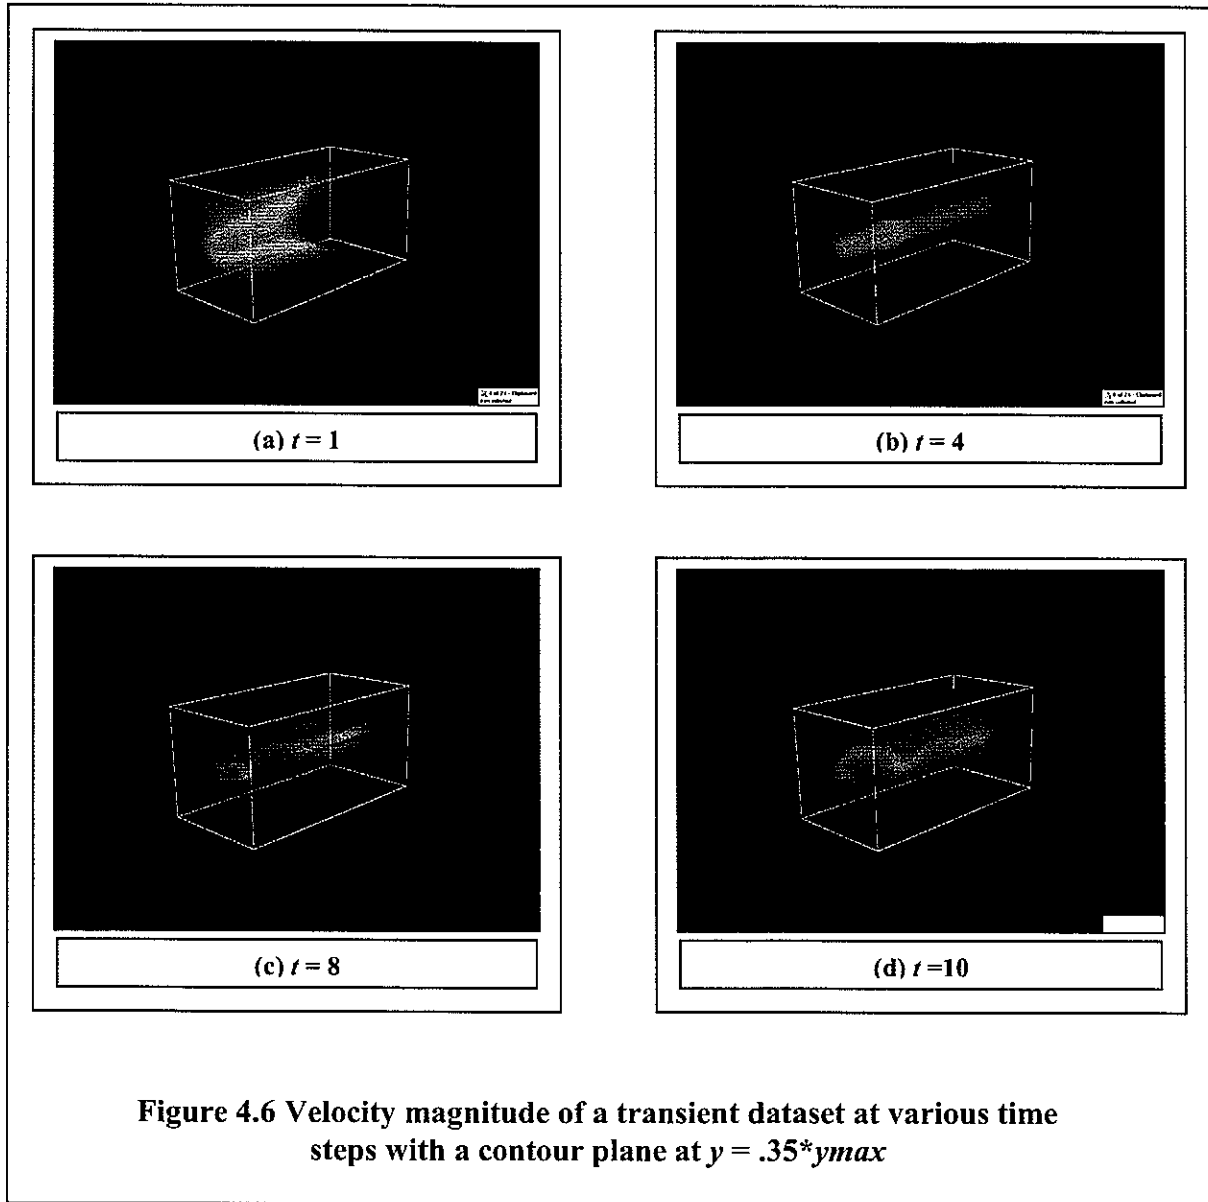 (a) t = 1
(b) t = 4
(c) t = 8
(d) t =10
Figure 4.6 Velocity magnitude of a transient dataset at various time
steps with a contour plane at y = .35*ymax